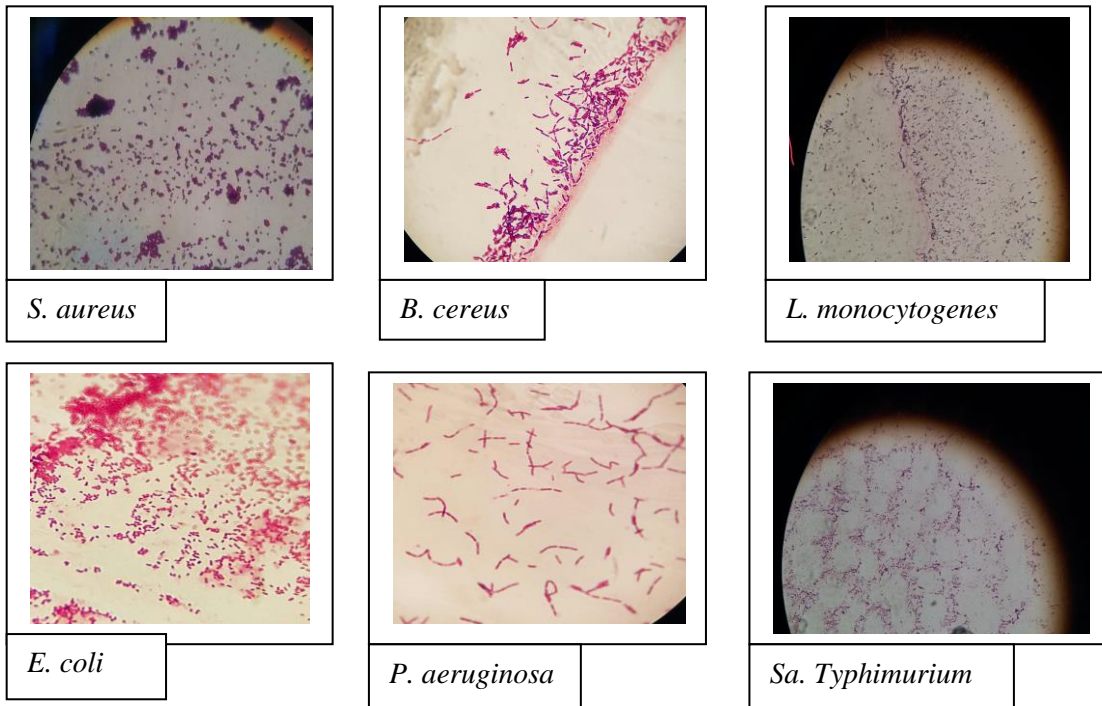 S. aureus
B. cereus
L. monocytogenes
E. coli
P. aeruginosa
Sa. Typhimurium